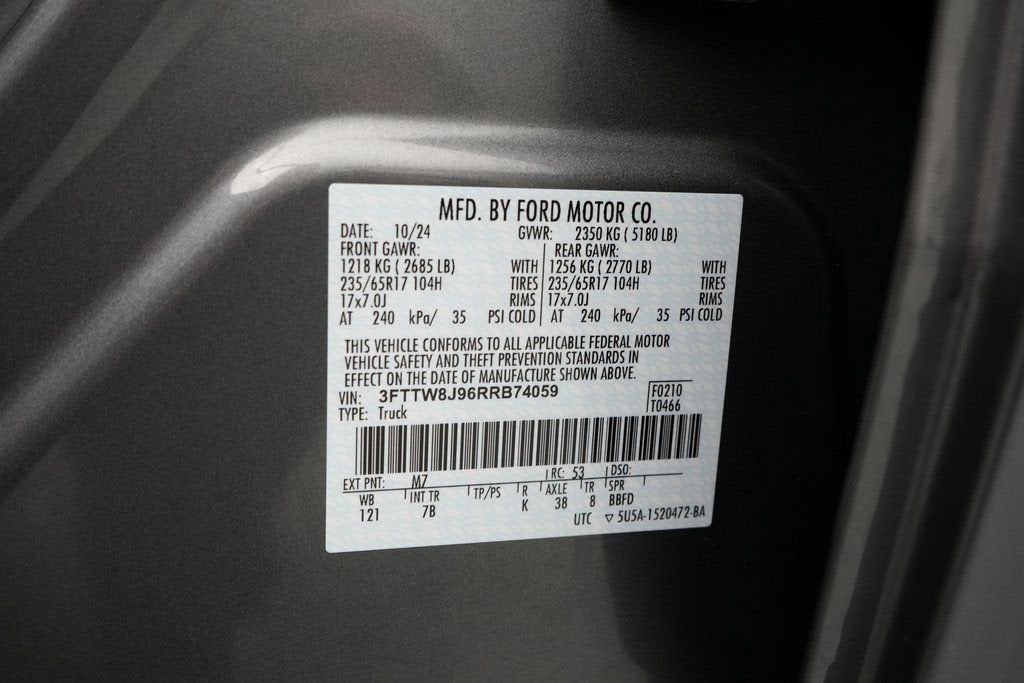 MFD. BY FORD MOTOR CO.
DATE: 10/24 GVWR: 2350 KG ( 5180 LB)
FRONT GAWR: REAR GAWR:
1218 KG ( 2685 LB) WITH 1256 KG ( 2770 LB) WITH
235/65R17 104H TIRES 235/65R17 104H TIRES
17x7.0J RIMS 17x7.0J RIMS
AT 240 kPa/ 35 PSI COLD AT 240 kPa/ 35 PSI COLD
THIS VEHICLE CONFORMS TO ALL APPLICABLE FEDERAL MOTOR
VEHICLE SAFETY AND THEFT PREVENTION STANDARDS IN
EFFECT ON THE DATE OF MANUFACTURE SHOWN ABOVE.
VIN: 3FTTW8J96RRB74059 F0210
TYPE: Truck T0466
EXT PNT: M7 RC: 53 DSO:
WB INT TR TP/PS R AXLE TR SPR
121 7B K 38 8 BBFD
UTC ▽ 5U5A-1520472-BA